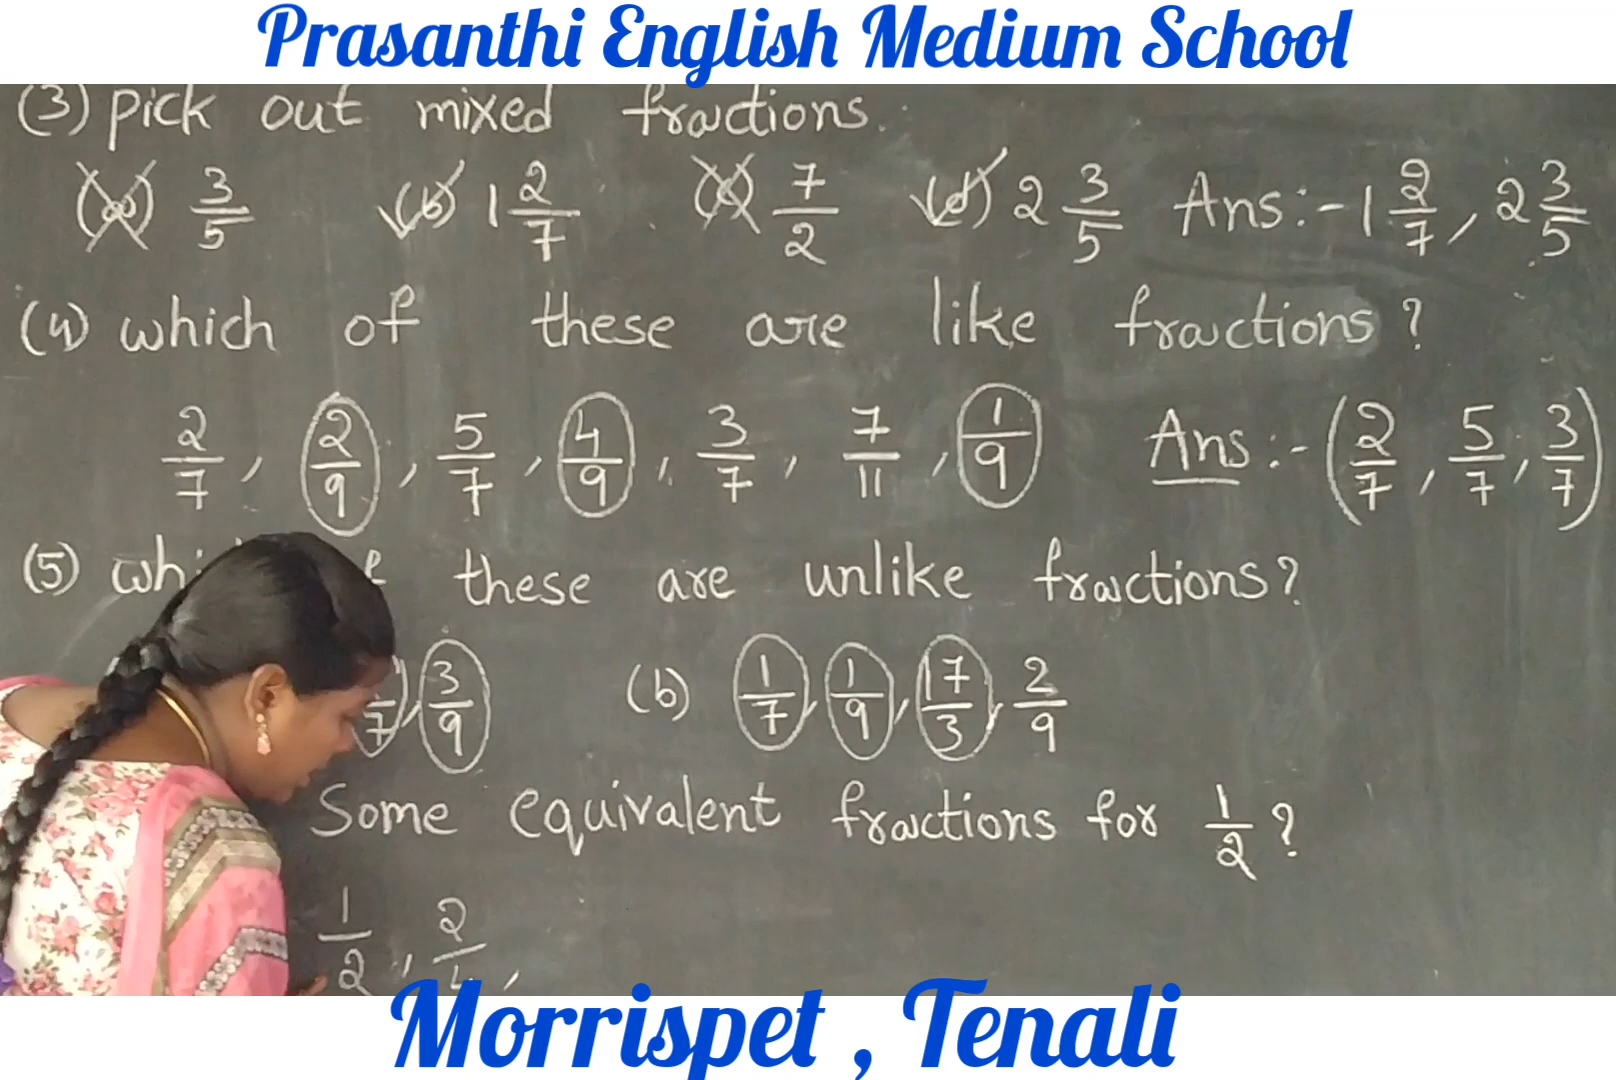 Prasanthi English Medium School
(3) pick out mixed fractions.
(a) 3/5 (b) 1 2/7 (c) 7/2 (d) 2 3/5 Ans:- 1 2/7, 2 3/5
(4) which of these are like fractions?
2/7, 2/9, 5/7, 4/9, 3/7, 7/11, 1/9 Ans:- (2/7, 5/7, 3/7)
(5) these are unlike fractions?
3/9 (b) 1/7, 1/9, 17/3, 2/9
Some equivalent fractions for 1/2?
1/2, 2/4,
Morrispet, Tenali